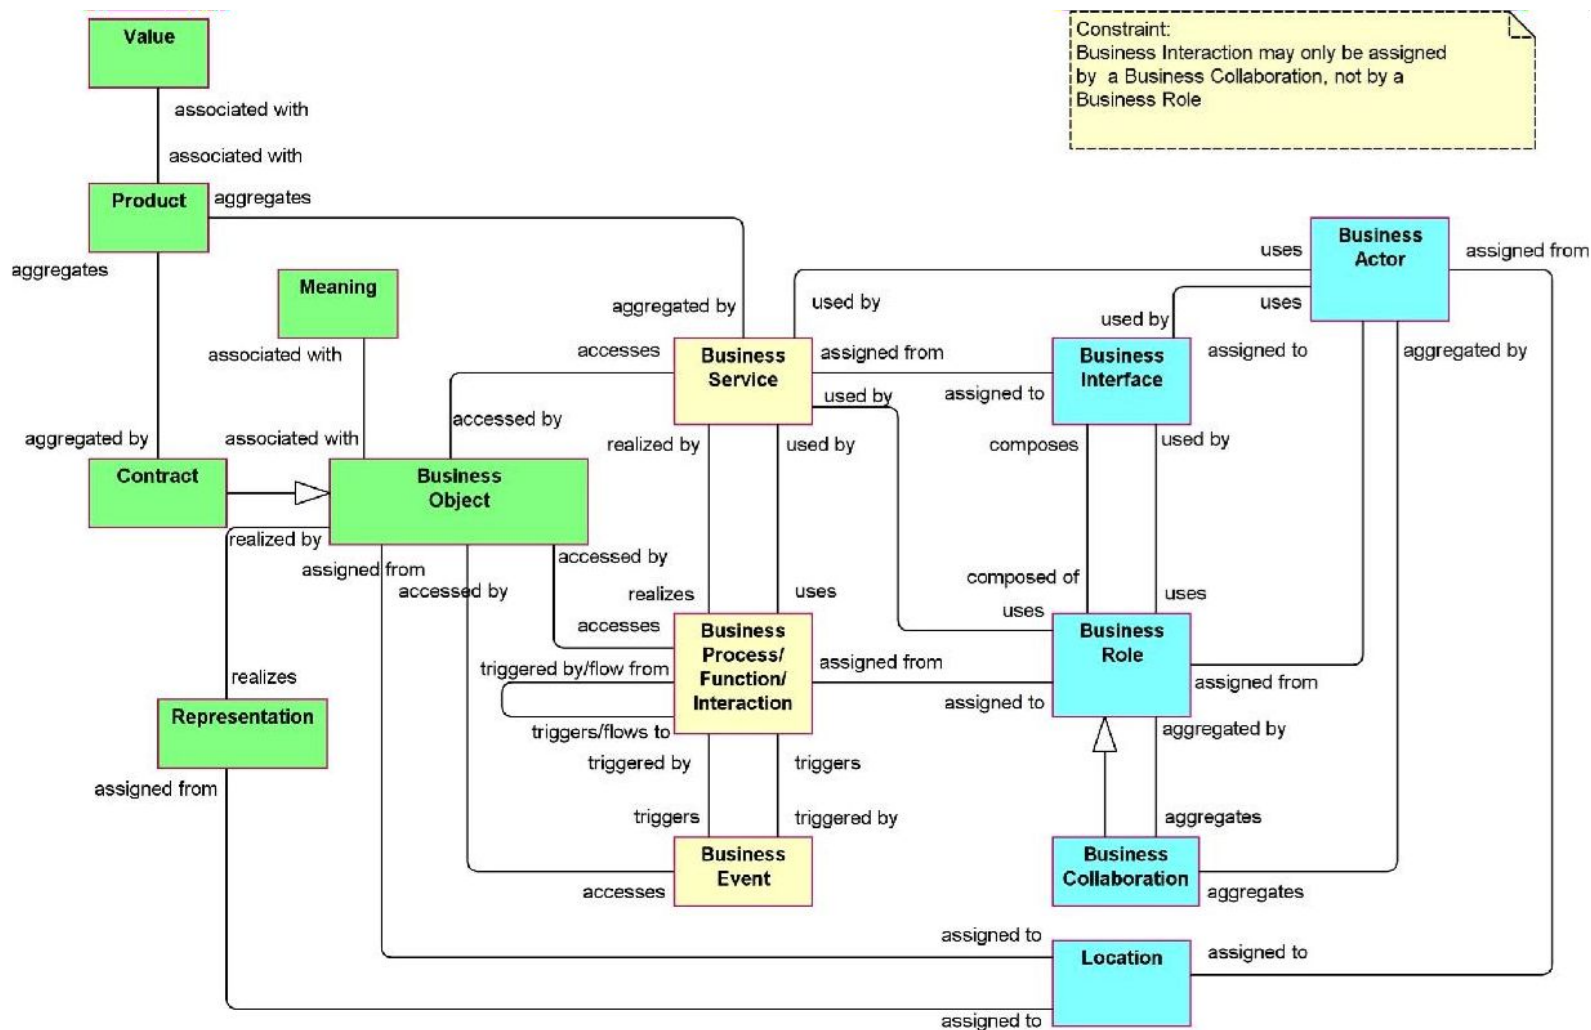 Value
Constraint:
Business Interaction may only be assigned
by a Business Collaboration, not by a
Business Role
associated with
associated with
Product
aggregates
aggregates
Business
Actor
uses
assigned from
Meaning
aggregated by
used by
uses
used by
associated with
accesses
Business
Service
assigned from
Business
Interface
assigned to
aggregated by
used by
assigned to
accessed by
aggregated by
associated with
realized by
used by
composes
used by
Contract
Business
Object
realized by
assigned from
accessed by
accessed by
composed of
realizes
uses
uses
uses
accesses
Business
Process/
Function/
Interaction
Business
Role
triggered by/flow from
assigned from
assigned from
realizes
assigned to
Representation
triggers/flows to
aggregated by
triggered by
triggers
assigned from
triggers
triggered by
aggregates
Business
Event
Business
Collaboration
accesses
aggregates
assigned to
Location
assigned to
assigned to